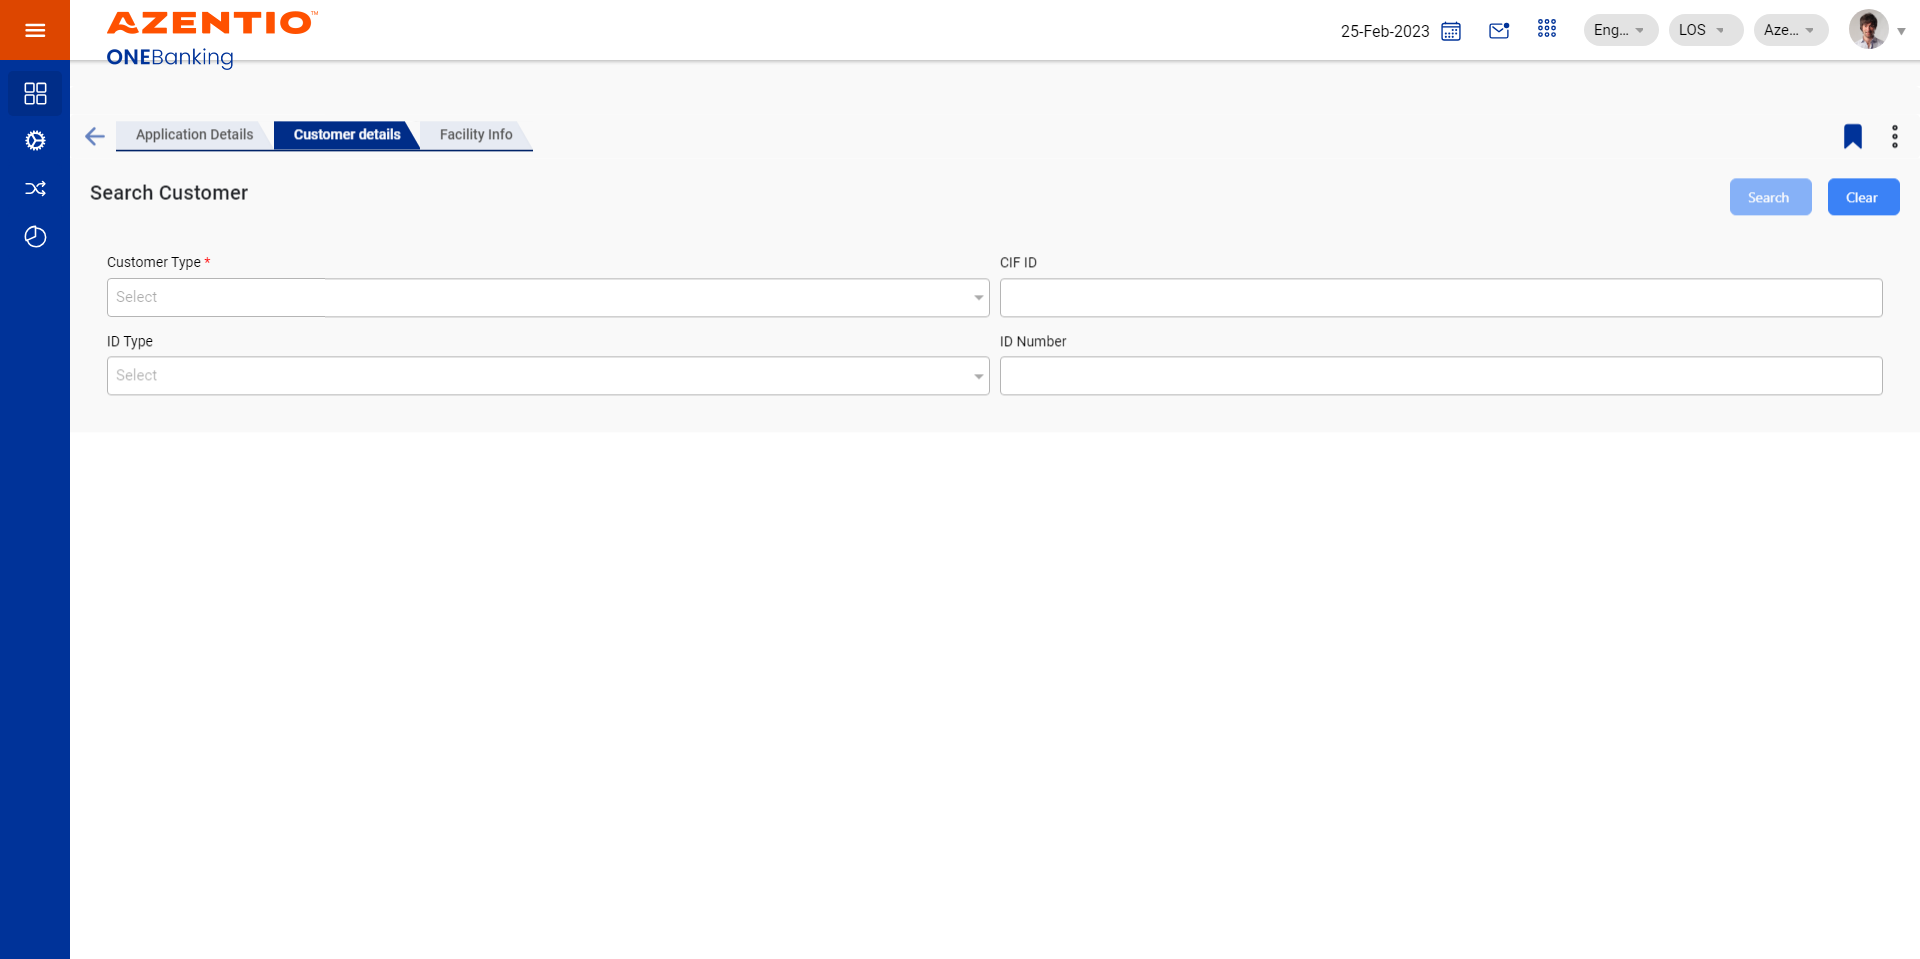 AZENTIO™
ONEBanking
25-Feb-2023
Eng...
LOS
Aze...
Application Details
Customer details
Facility Info
Search Customer
Search
Clear
Customer Type *
CIF ID
Select
ID Type
ID Number
Select